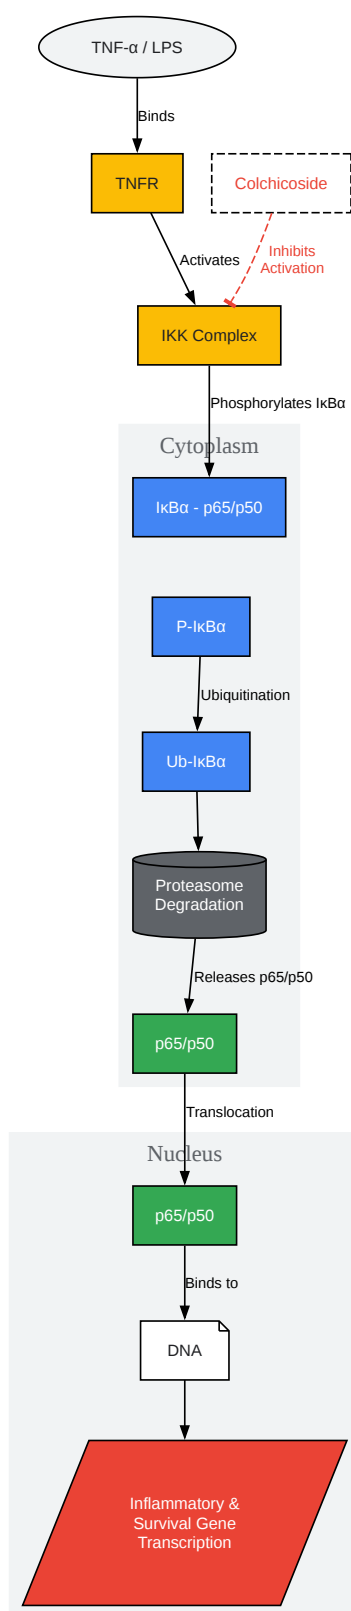 TNF-α / LPS
Binds
TNFR
Colchicoside
Activates
Inhibits
Activation
IKK Complex
Phosphorylates IκBα
Cytoplasm
IκBα - p65/p50
P-IκBα
Ubiquitination
Ub-IκBα
Proteasome
Degradation
Releases p65/p50
p65/p50
Translocation
Nucleus
p65/p50
Binds to
DNA
Inflammatory &
Survival Gene
Transcription